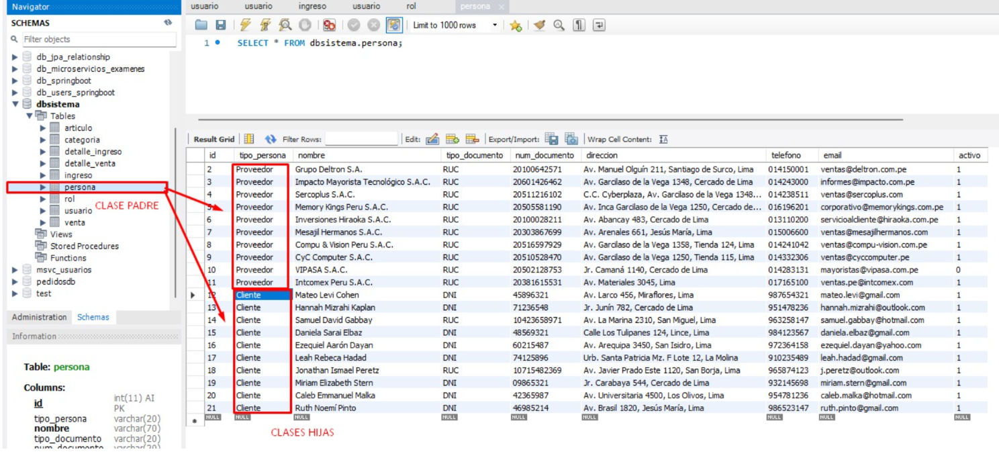 Navigator
usuario usuario ingreso usuario rol persona
SCHEMAS
Limit to 1000 rows
Filter objects
1 SELECT * FROM dbsistema.persona;
db_jpa_relationship
db_microservicios_examenes
db_springboot
db_users_springboot
dbsistema
Tables
articulo
categoria
detalle_ingreso
detalle_venta
ingreso
persona
rol
usuario
venta
CLASE PADRE
Views
Stored Procedures
Functions
msvc_usuarios
pedidosdb
test
Administration Schemas
Information
Table: persona
Columns:
id int(11) AI PK
tipo_persona varchar(20)
nombre varchar(70)
tipo_documento varchar(20)
num_documento varchar(20)
Result Grid Filter Rows: Edit: Export/Import: Wrap Cell Content: IA
id tipo_persona nombre tipo_documento num_documento direccion telefono email activo
2 Proveedor Grupo Deltron S.A. RUC 20100642571 Av. Manuel Olguín 211, Santiago de Surco, Lima 014150001 ventas@deltron.com.pe 1
3 Proveedor Impacto Mayorista Tecnológico S.A.C. RUC 20601426462 Av. Garcilaso de la Vega 1348, Cercado de Lima 014243000 informes@impacto.com.pe 1
4 Proveedor Sercoplus S.A.C. RUC 20511216102 C.C. Cyberplaza, Av. Garcilaso de la Vega 1348... 014238511 ventas@sercoplus.com 1
5 Proveedor Memory Kings Peru S.A.C. RUC 20505581190 Av. Inca Garcilaso de la Vega 1250, Cercado de... 016196201 corporativo@memorykings.com.pe 1
6 Proveedor Inversiones Hiraoka S.A.C. RUC 20100028211 Av. Abancay 483, Cercado de Lima 013110200 servicioalcliente@hiraoka.com.pe 1
7 Proveedor Mesajil Hermanos S.A.C. RUC 20303867699 Av. Arenales 661, Jesús María, Lima 015006600 ventas@mesajilhermanos.com 1
8 Proveedor Compu & Vision Peru S.A.C. RUC 20516597929 Av. Garcilaso de la Vega 1358, Tienda 124, Lima 014241042 ventas@compu-vision.com.pe 1
9 Proveedor CyC Computer S.A.C. RUC 20510528470 Av. Garcilaso de la Vega 1250, Tienda 115, Lima 014332306 ventas@cyccomputer.pe 1
10 Proveedor VIPASA S.A.C. RUC 20502128753 Jr. Camaná 1140, Cercado de Lima 014283131 mayoristas@vipasa.com.pe 0
11 Proveedor Intcomex Peru S.A.C. RUC 20381615531 Av. Materiales 3045, Lima 017165100 ventas.pe@intcomex.com 1
12 Cliente Mateo Levi Cohen DNI 45896321 Av. Larco 456, Miraflores, Lima 987654321 mateo.levi@gmail.com 1
13 Cliente Hannah Mizrahi Kaplan DNI 71236548 Jr. Junín 782, Cercado de Lima 951478236 hannah.mizrahi@outlook.com 1
14 Cliente Samuel David Gabbay RUC 10423658971 Av. La Marina 2310, San Miguel, Lima 963258147 samuel.gabbay@hotmail.com 1
15 Cliente Daniela Sarai Elbaz DNI 48569321 Calle Los Tulipanes 124, Lince, Lima 984123567 daniela.elbaz@gmail.com 1
16 Cliente Ezequiel Aarón Dayan DNI 60215487 Av. Arequipa 3450, San Isidro, Lima 972364158 ezequiel.dayan@yahoo.com 1
17 Cliente Leah Rebeca Hadad DNI 74125896 Urb. Santa Patricia Mz. F Lote 12, La Molina 910235489 leah.hadad@gmail.com 1
18 Cliente Jonathan Ismael Peretz RUC 10715482369 Av. Javier Prado Este 1120, San Borja, Lima 965874123 j.peretz@outlook.com 1
19 Cliente Miriam Elizabeth Stern DNI 09865321 Jr. Carabaya 544, Cercado de Lima 932145698 miriam.stern@gmail.com 1
20 Cliente Caleb Emmanuel Malka DNI 42365987 Av. Universitaria 4500, Los Olivos, Lima 954781236 caleb.malka@hotmail.com 1
21 Cliente Ruth Noemí Pinto DNI 46985214 Av. Brasil 1820, Jesús María, Lima 986523147 ruth.pinto@gmail.com 1
NULL NULL NULL NULL NULL NULL NULL NULL NULL
CLASES HIJAS